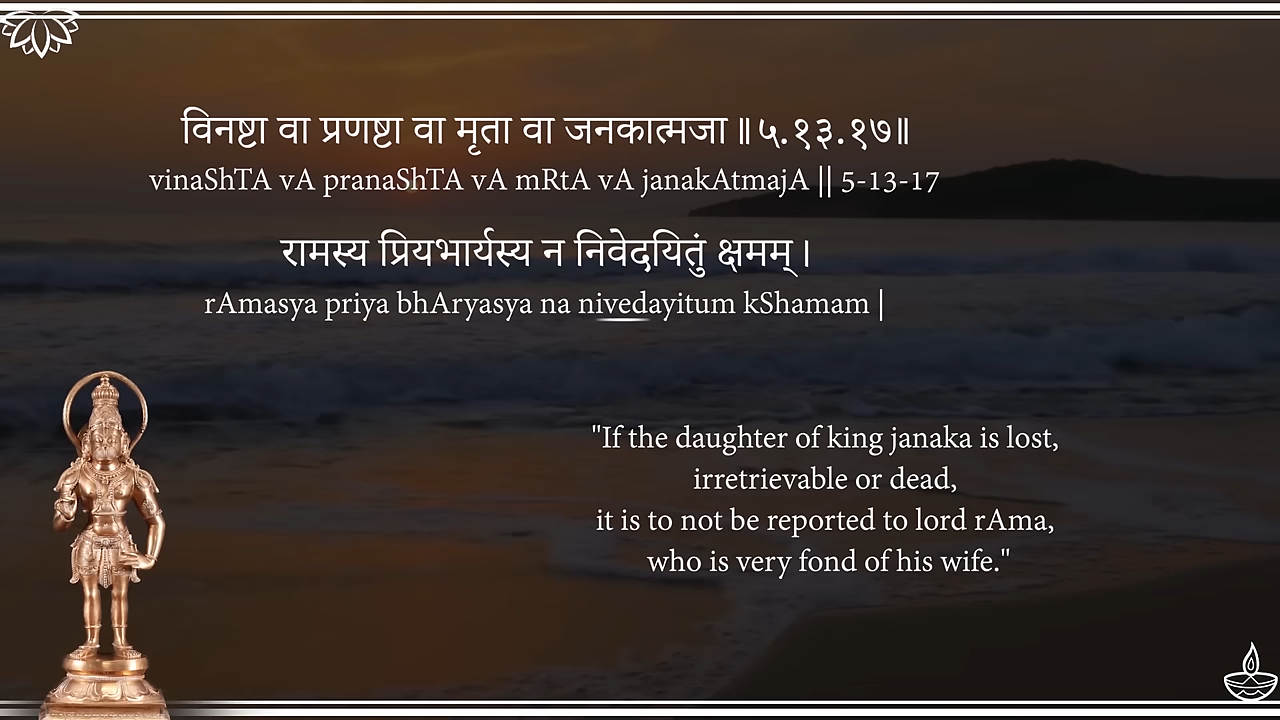 विनष्टा वा प्रणष्टा वा मृता वा जनकात्मजा ॥ ५.१३.१७॥
vinaShTA vA pranaShTA vA mRtA vA janakAtmajA || 5-13-17
रामस्य प्रियभार्यस्य न निवेदयितुं क्षमम् ।
rAmasya priya bhAryasya na nivedayitum kShamam |
"If the daughter of king janaka is lost,
irretrievable or dead,
it is to not be reported to lord rAma,
who is very fond of his wife."